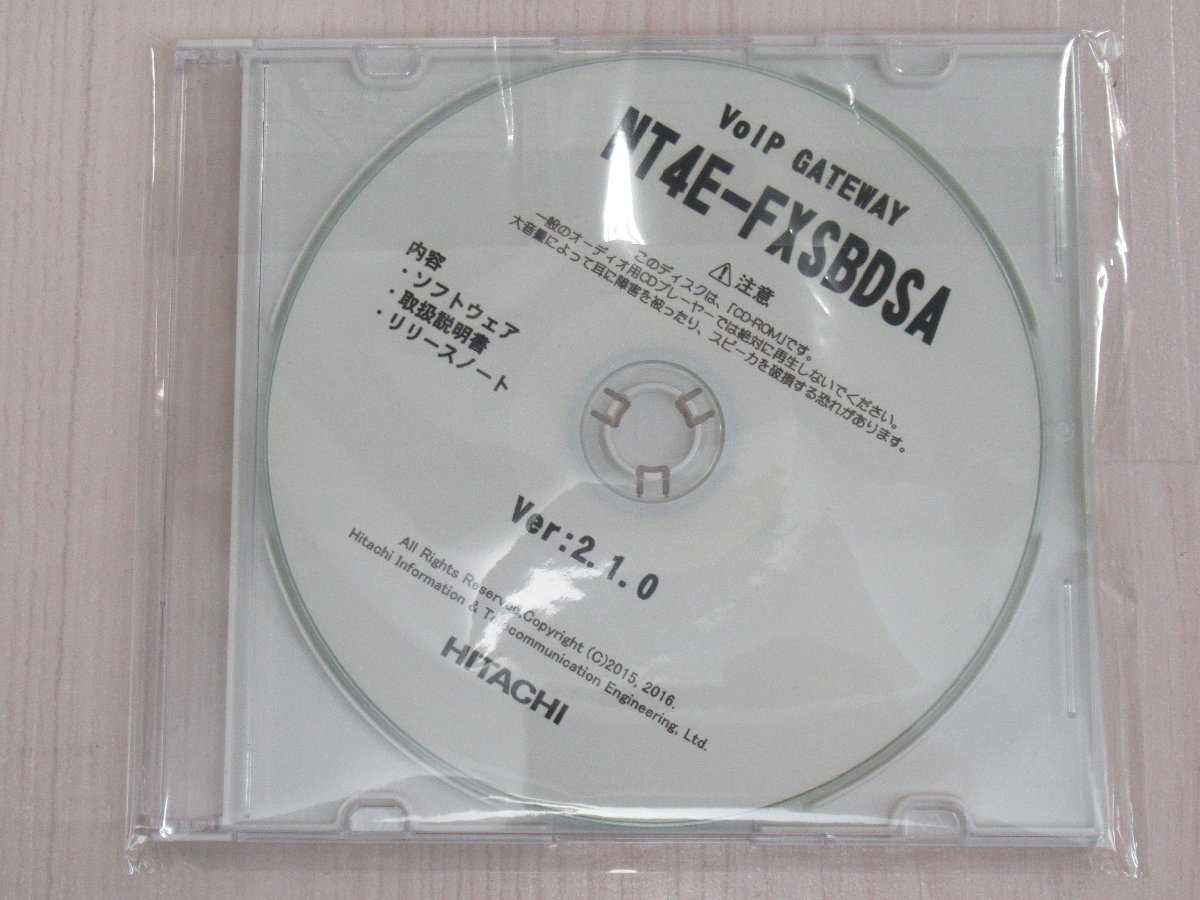 VoIP GATEWAY
NT4E-FXSBDSA
⚠注意
このディスクは、「CD-ROM」です。
一般のオーディオ用CDプレーヤーでは絶対に再生しないでください。
大音量によって耳に障害を被ったり、スピーカを破損する恐れがあります。
内容
・ソフトウェア
・取扱説明書
・リリースノート
Ver:2.1.0
All Rights Reserved,Copyright (C)2015, 2016.
Hitachi Information & Telecommunication Engineering, Ltd.
HITACHI